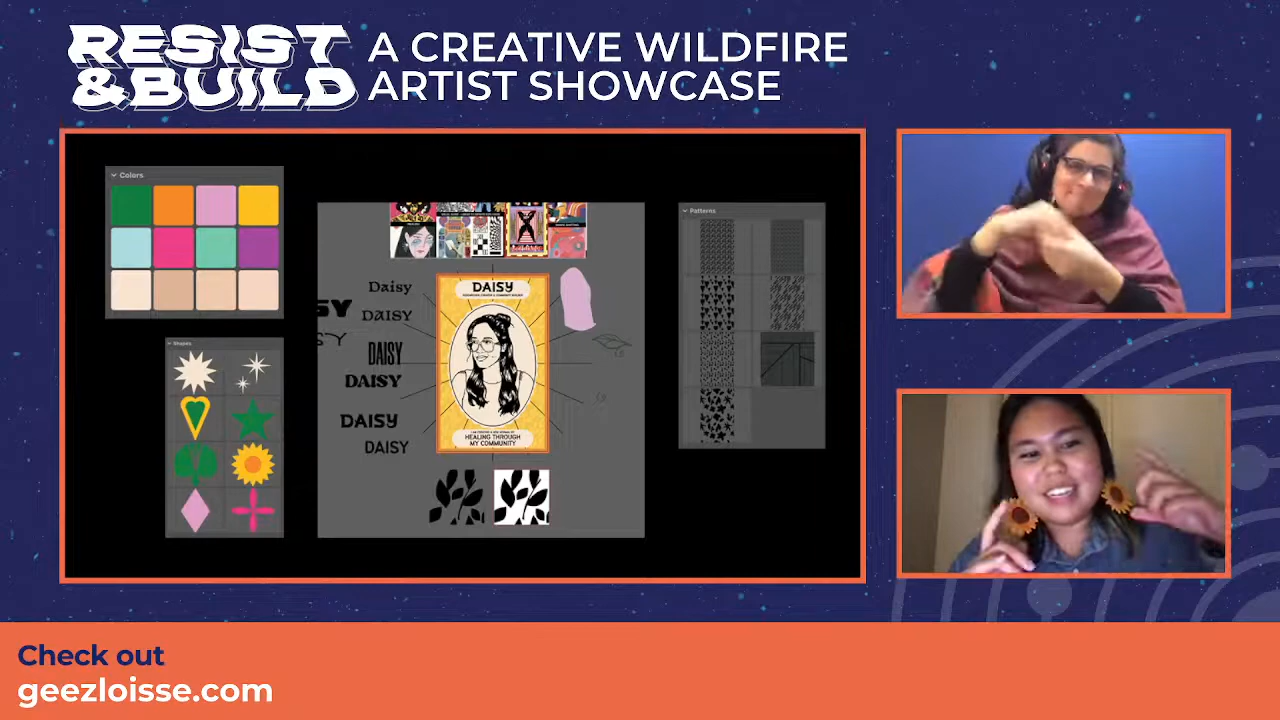 RESIST
&BUILD
A CREATIVE WILDFIRE
ARTIST SHOWCASE
Colors
Shapes
Patterns
Daisy
DAISY
DAISY
DAISY
DAISY
DAISY
SY
DAISY
HEALING THROUGH
MY COMMUNITY
Check out
geezloisse.com